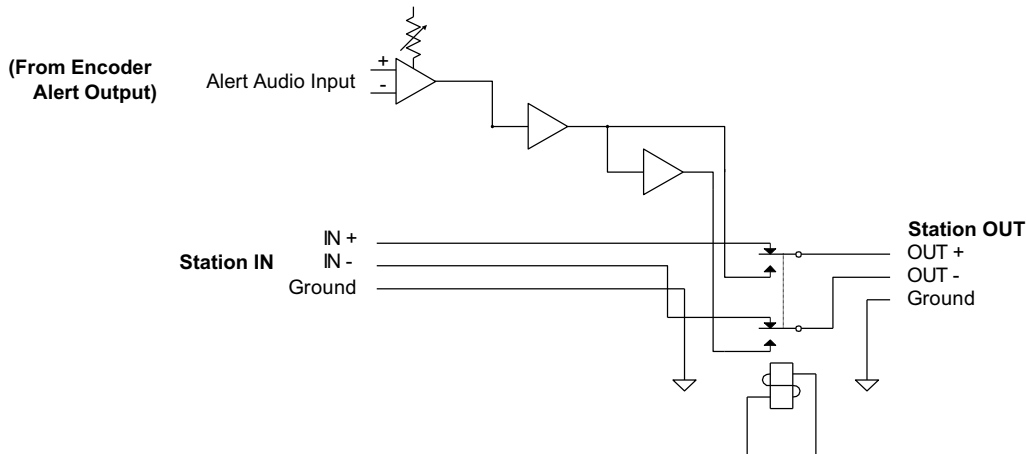 (From Encoder
Alert Output)
Alert Audio Input
+
-
Station IN
IN +
IN -
Ground
Station OUT
OUT +
OUT -
Ground